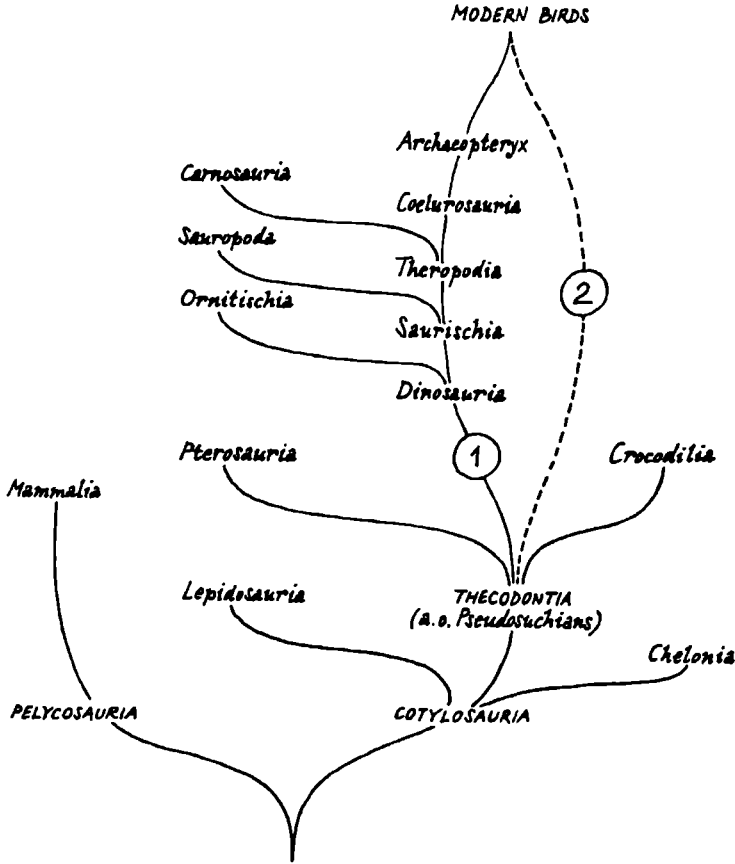 MODERN BIRDS
Archaeopteryx
Carnosauria
Coelurosauria
Sauropoda
Theropodia
2
Ornitischia
Saurischia
Dinosauria
Pterosauria
1
Crocodilia
Mammalia
Lepidosauria
THECODONTIA
(a.o. Pseudosuchians)
Chelonia
PELYCOSAURIA
COTYLOSAURIA